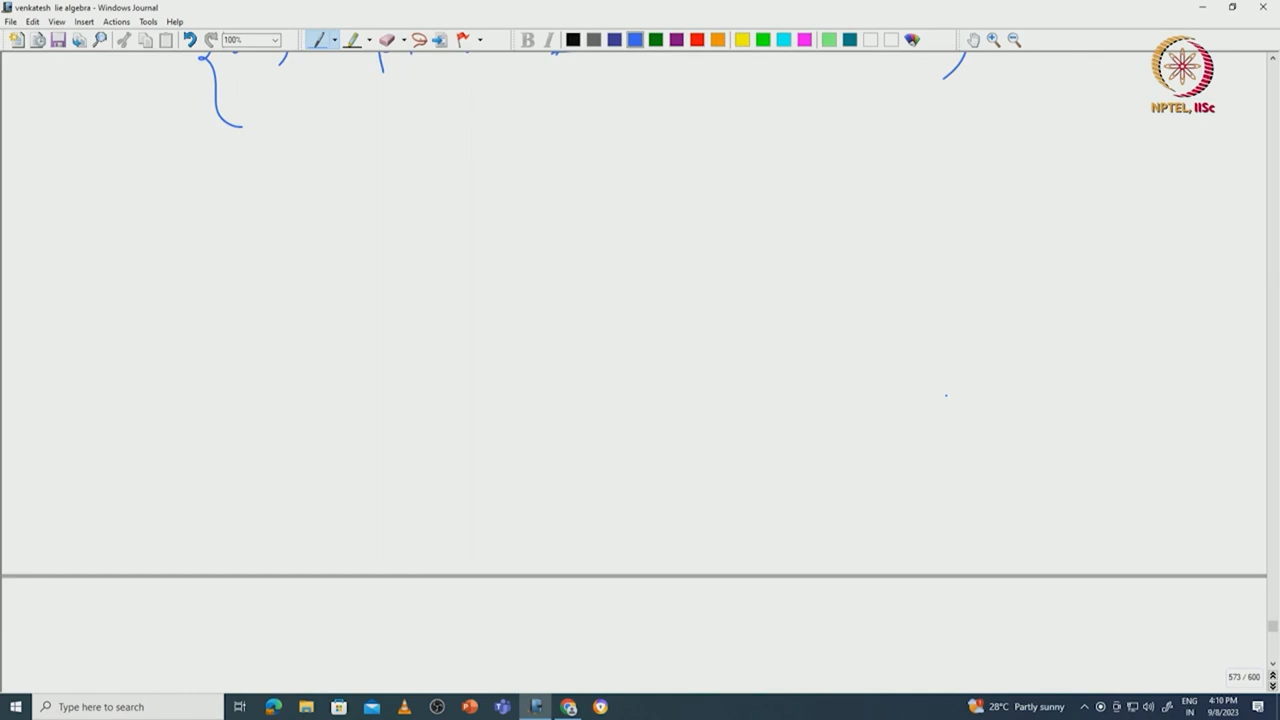 venkatesh lie algebra - Windows Journal
File Edit View Insert Actions Tools Help
100%
B I
NPTEL, IISc
573 / 600
Type here to search
28°C Partly sunny
ENG
IN
4:10 PM
9/8/2023